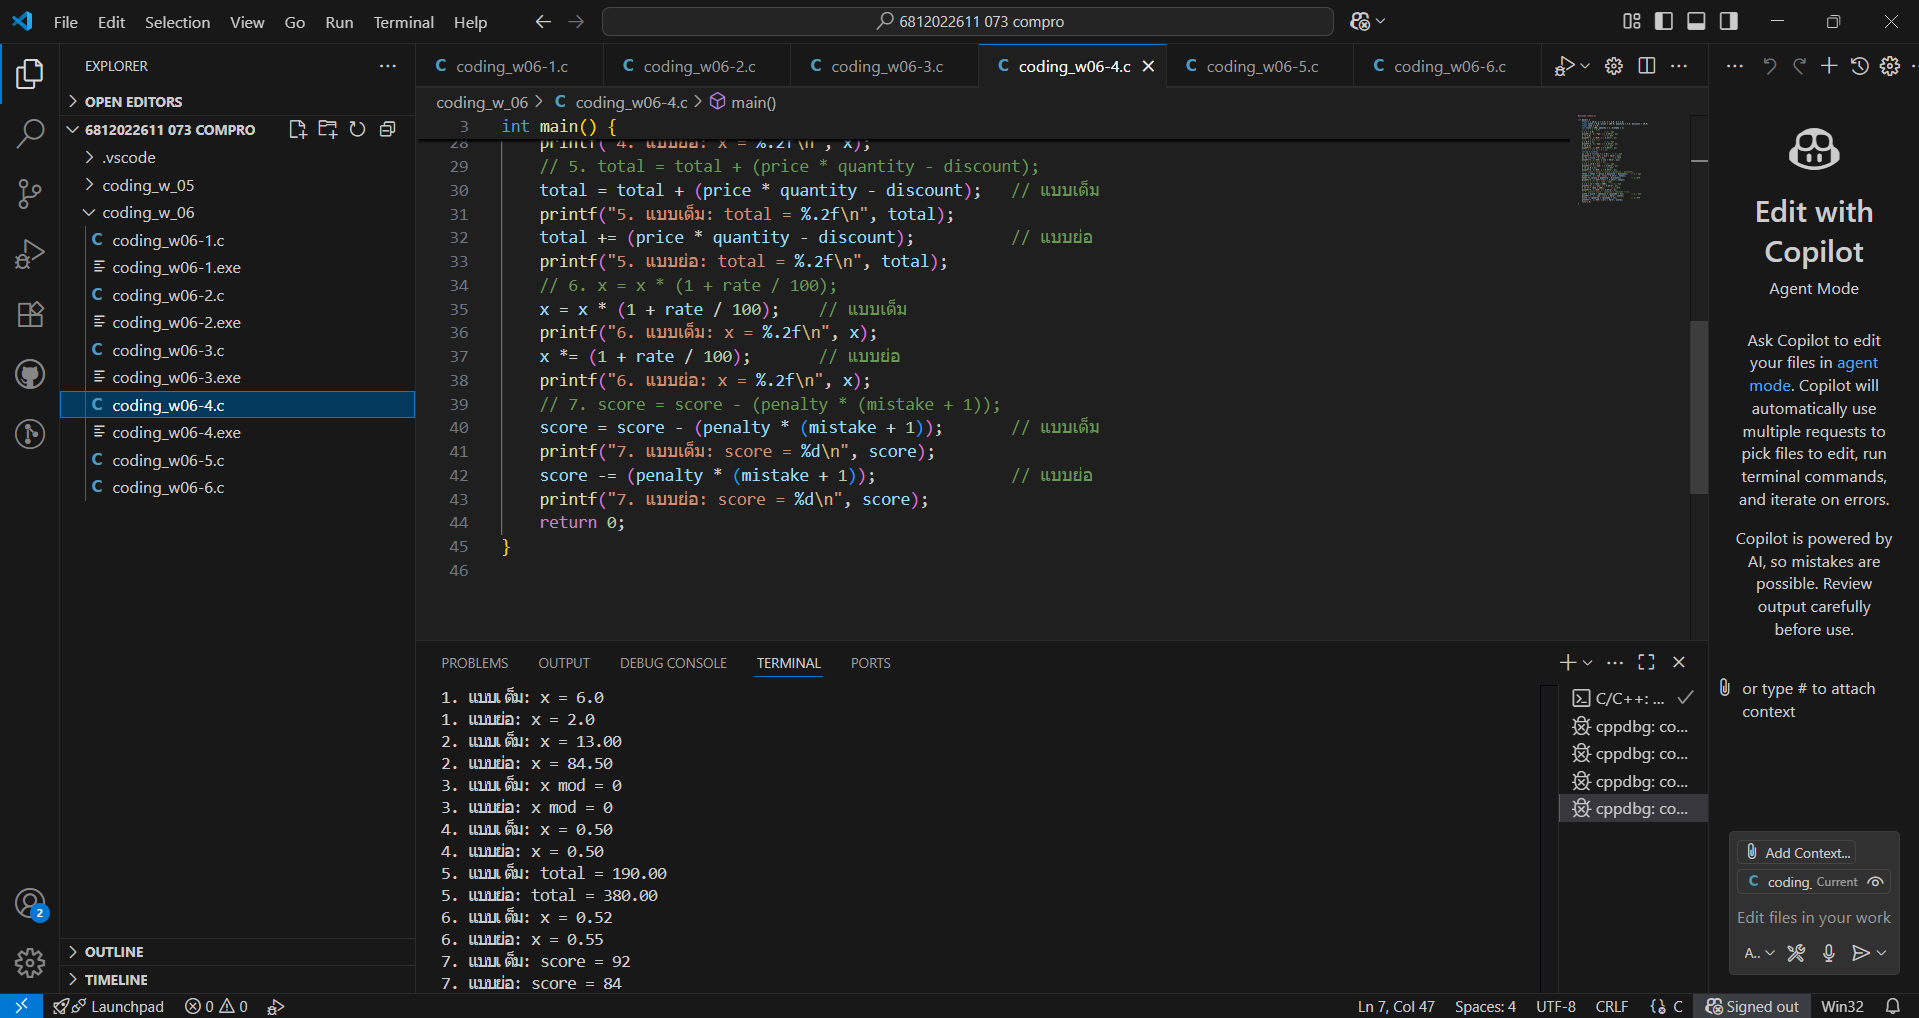 File Edit Selection View Go Run Terminal Help
6812022611 073 compro
EXPLORER
OPEN EDITORS
6812022611 073 COMPRO
.vscode
coding_w_05
coding_w_06
C coding_w06-1.c
coding_w06-1.exe
C coding_w06-2.c
coding_w06-2.exe
C coding_w06-3.c
coding_w06-3.exe
C coding_w06-4.c
coding_w06-4.exe
C coding_w06-5.c
C coding_w06-6.c
OUTLINE
TIMELINE
C coding_w06-1.c C coding_w06-2.c C coding_w06-3.c C coding_w06-4.c C coding_w06-5.c C coding_w06-6.c
coding_w_06 > C coding_w06-4.c > main()
3 int main() {
28 printf("4. แบบย่อ: x = %.2f\n", x);
29 // 5. total = total + (price * quantity - discount);
30 total = total + (price * quantity - discount); // แบบเต็ม
31 printf("5. แบบเต็ม: total = %.2f\n", total);
32 total += (price * quantity - discount); // แบบย่อ
33 printf("5. แบบย่อ: total = %.2f\n", total);
34 // 6. x = x * (1 + rate / 100);
35 x = x * (1 + rate / 100); // แบบเต็ม
36 printf("6. แบบเต็ม: x = %.2f\n", x);
37 x *= (1 + rate / 100); // แบบย่อ
38 printf("6. แบบย่อ: x = %.2f\n", x);
39 // 7. score = score - (penalty * (mistake + 1));
40 score = score - (penalty * (mistake + 1)); // แบบเต็ม
41 printf("7. แบบเต็ม: score = %d\n", score);
42 score -= (penalty * (mistake + 1)); // แบบย่อ
43 printf("7. แบบย่อ: score = %d\n", score);
44 return 0;
45 }
46
PROBLEMS OUTPUT DEBUG CONSOLE TERMINAL PORTS
1. แบบเต็ม: x = 6.0
1. แบบย่อ: x = 2.0
2. แบบเต็ม: x = 13.00
2. แบบย่อ: x = 84.50
3. แบบเต็ม: x mod = 0
3. แบบย่อ: x mod = 0
4. แบบเต็ม: x = 0.50
4. แบบย่อ: x = 0.50
5. แบบเต็ม: total = 190.00
5. แบบย่อ: total = 380.00
6. แบบเต็ม: x = 0.52
6. แบบย่อ: x = 0.55
7. แบบเต็ม: score = 92
7. แบบย่อ: score = 84
C/C++: ...
cppdbg: co...
cppdbg: co...
cppdbg: co...
cppdbg: co...
Edit with
Copilot
Agent Mode
Ask Copilot to edit
your files in agent
mode. Copilot will
automatically use
multiple requests to
pick files to edit, run
terminal commands,
and iterate on errors.
Copilot is powered by
AI, so mistakes are
possible. Review
output carefully
before use.
or type # to attach
context
Add Context...
C coding_ Current
Edit files in your work
A..
2
Launchpad 0 0
Ln 7, Col 47 Spaces: 4 UTF-8 CRLF {} C Signed out Win32